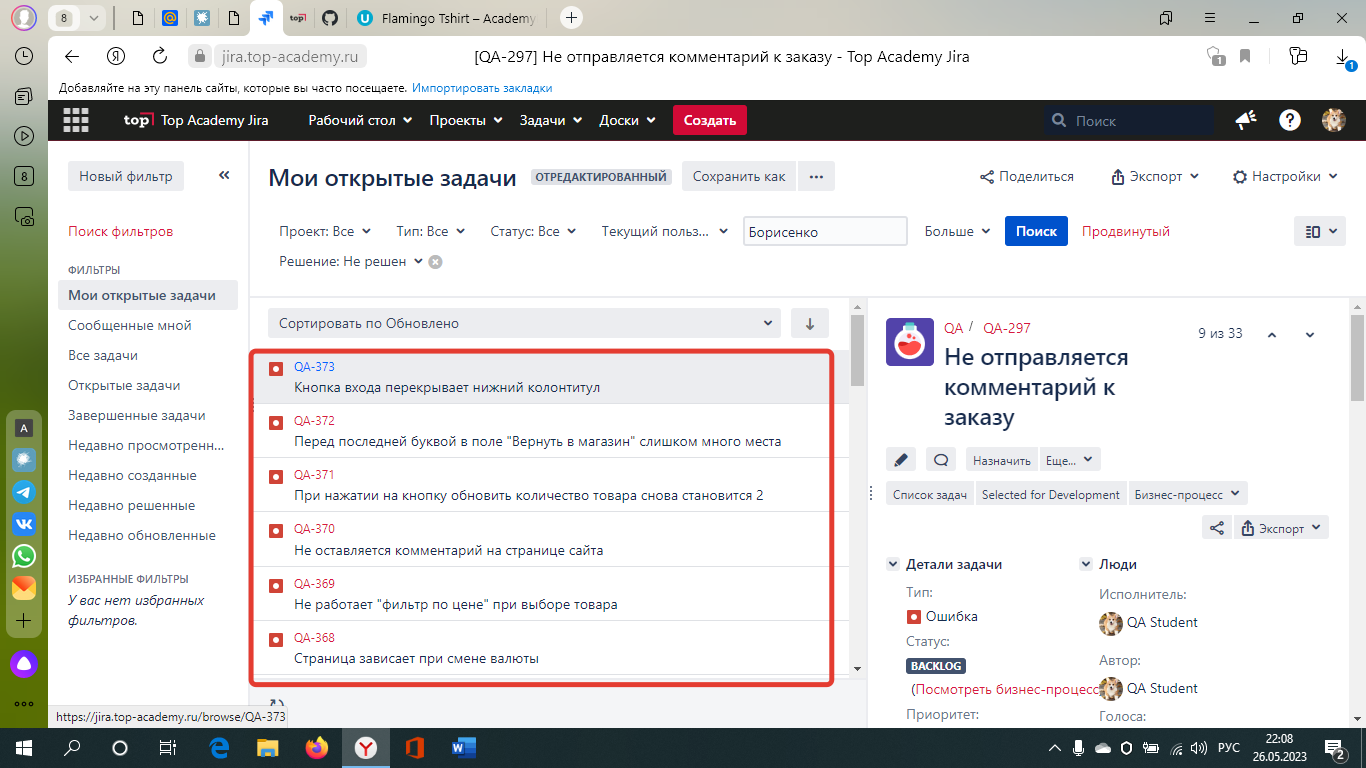 8
top!
Flamingo Tshirt – Academy
jira.top-academy.ru
[QA-297] Не отправляется комментарий к заказу - Top Academy Jira
1
1
Добавляйте на эту панель сайты, которые вы часто посещаете. Импортировать закладки
top! Top Academy Jira
Рабочий стол
Проекты
Задачи
Доски
Создать
Поиск
Новый фильтр
Мои открытые задачи
ОТРЕДАКТИРОВАННЫЙ
Сохранить как
Поделиться
Экспорт
Настройки
8
Поиск фильтров
Проект: Все
Тип: Все
Статус: Все
Текущий польз...
Борисенко
Больше
Поиск
Продвинутый
Решение: Не решен
ФИЛЬТРЫ
Мои открытые задачи
Сообщенные мной
Все задачи
Открытые задачи
Завершенные задачи
Недавно просмотренн...
Недавно созданные
Недавно решенные
Недавно обновленные
ИЗБРАННЫЕ ФИЛЬТРЫ
У вас нет избранных
фильтров.
A
Сортировать по Обновлено
QA-373
Кнопка входа перекрывает нижний колонтитул
QA-372
Перед последней буквой в поле "Вернуть в магазин" слишком много места
QA-371
При нажатии на кнопку обновить количество товара снова становится 2
QA-370
Не оставляется комментарий на странице сайта
QA-369
Не работает "фильтр по цене" при выборе товара
QA-368
Страница зависает при смене валюты
QA / QA-297
9 из 33
Не отправляется
комментарий к
заказу
Назначить
Еще...
Список задач
Selected for Development
Бизнес-процесс
Экспорт
Детали задачи
Люди
Тип:
Ошибка
Исполнитель:
QA Student
Статус:
BACKLOG
(Посмотреть бизнес-процесс
Автор:
QA Student
Приоритет:
Голоса:
https://jira.top-academy.ru/browse/QA-373
РУС
22:08
26.05.2023
2